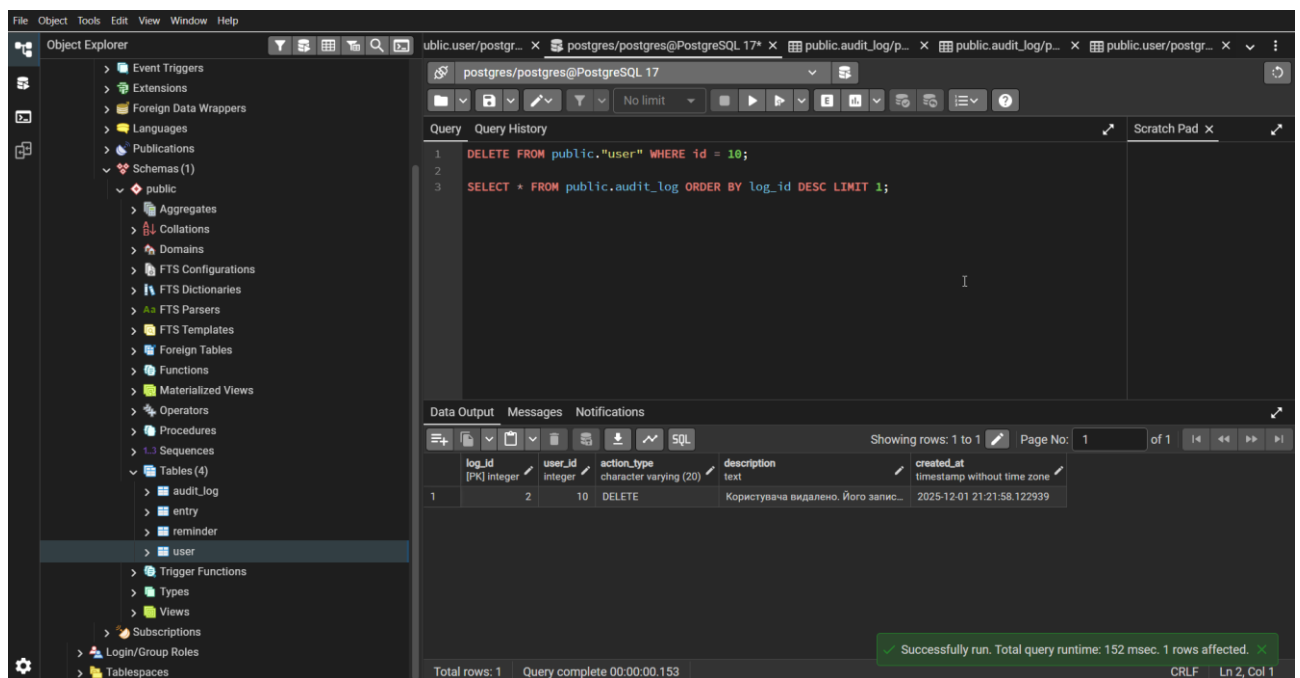 File Object Tools Edit View Window Help
Object Explorer
Event Triggers
Extensions
Foreign Data Wrappers
Languages
Publications
Schemas (1)
public
Aggregates
Collations
Domains
FTS Configurations
FTS Dictionaries
Aa FTS Parsers
FTS Templates
Foreign Tables
Functions
Materialized Views
Operators
Procedures
1..3 Sequences
Tables (4)
audit_log
entry
reminder
user
Trigger Functions
Types
Views
Subscriptions
Login/Group Roles
Tablespaces
ublic.user/postgr... postgres/postgres@PostgreSQL 17* public.audit_log/p... public.audit_log/p... public.user/postgr...
postgres/postgres@PostgreSQL 17
No limit E
Query Query History Scratch Pad
1 DELETE FROM public."user" WHERE id = 10;
2
3 SELECT * FROM public.audit_log ORDER BY log_id DESC LIMIT 1;
Data Output Messages Notifications
SQL Showing rows: 1 to 1 Page No: 1 of 1
log_id user_id action_type description created_at
[PK] integer integer character varying (20) text timestamp without time zone
1 2 10 DELETE Користувача видалено. Його запис... 2025-12-01 21:21:58.122939
Successfully run. Total query runtime: 152 msec. 1 rows affected.
Total rows: 1 Query complete 00:00:00.153 CRLF Ln 2, Col 1